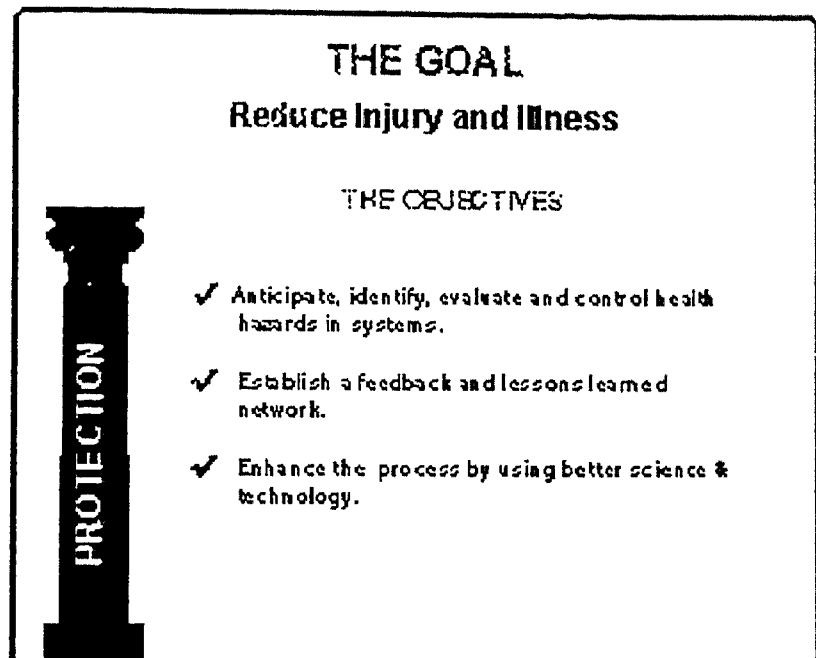 THE GOAL
Reduce Injury and Illness
THE OBJECTIVES
✓ Anticipate, identify, evaluate and control health
hazards in systems.
✓ Establish a feedback and lessons learned
network.
✓ Enhance the process by using better science &
technology.
PROTECTION